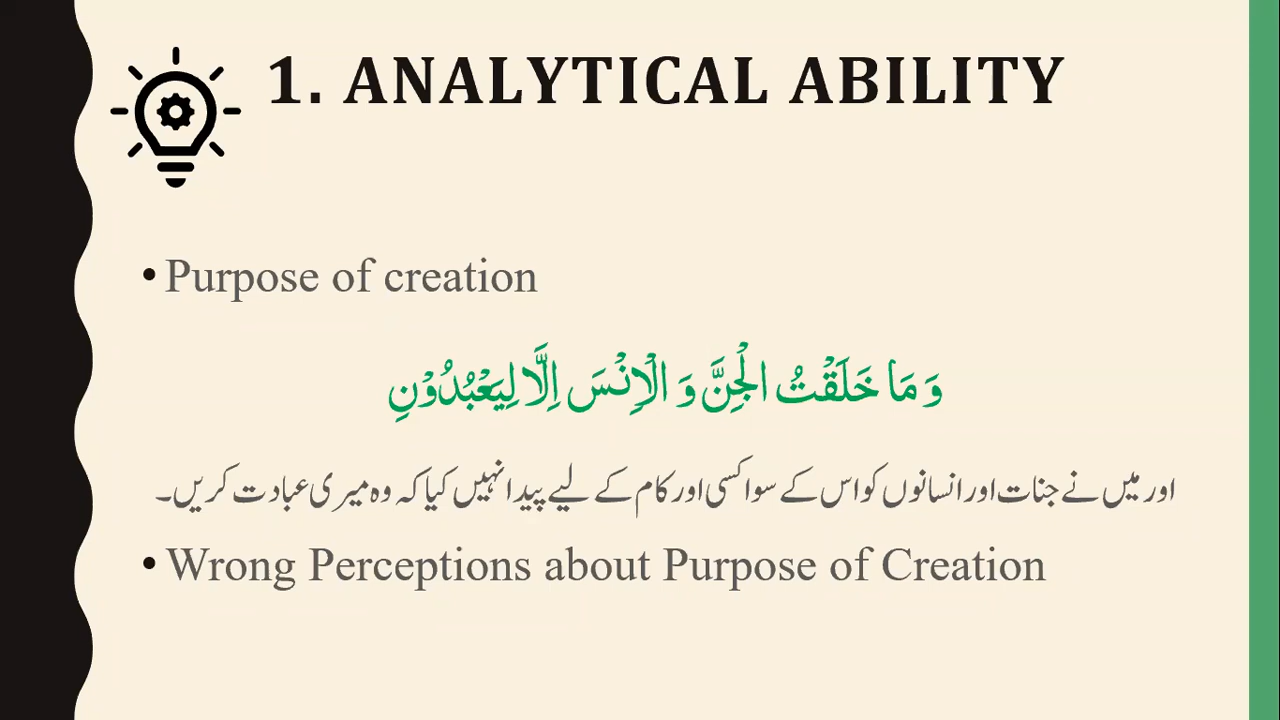 1. ANALYTICAL ABILITY
• Purpose of creation
وَ مَا خَلَقْتُ الْجِنَّ وَ الْاِنْسَ اِلَّا لِیَعْبُدُوْنِ
اور میں نے جنات اور انسانوں کو اس کے سوا کسی اور کام کے لیے پیدا نہیں کیا کہ وہ میری عبادت کریں۔
• Wrong Perceptions about Purpose of Creation